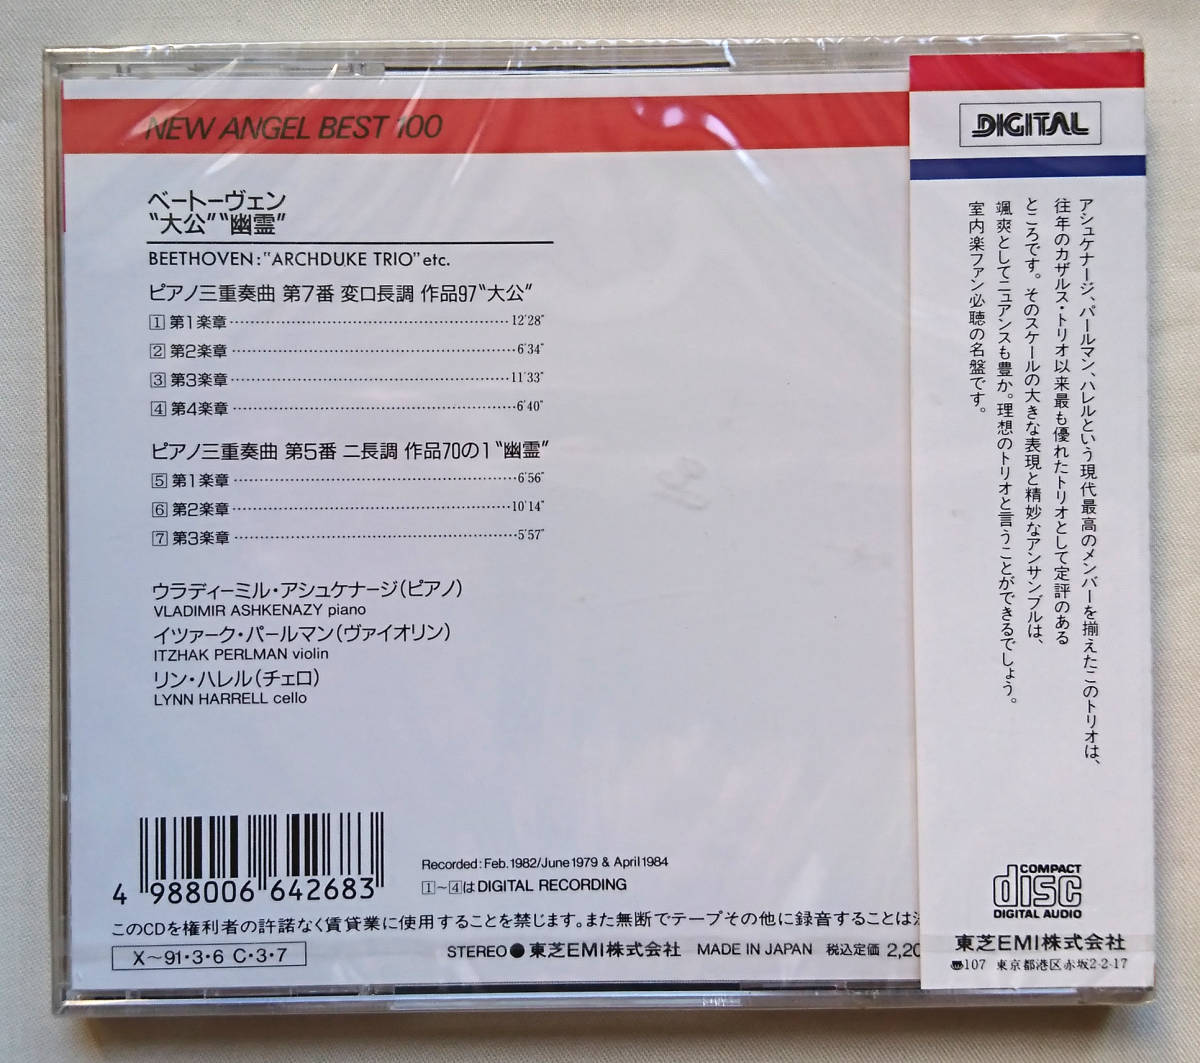 NEW ANGEL BEST 100
ベートーヴェン
“大公”“幽霊”
BEETHOVEN: "ARCHDUKE TRIO" etc.
ピアノ三重奏曲 第7番 変ロ長調 作品97“大公”
1 第1楽章……12'28"
2 第2楽章……6'34"
3 第3楽章……11'33"
4 第4楽章……6'40"
ピアノ三重奏曲 第5番 ニ長調 作品70の1“幽霊”
5 第1楽章……6'56"
6 第2楽章……10'14"
7 第3楽章……5'57"
ウラディーミル・アシュケナージ(ピアノ)
VLADIMIR ASHKENAZY piano
イツァーク・パールマン(ヴァイオリン)
ITZHAK PERLMAN violin
リン・ハレル(チェロ)
LYNN HARRELL cello
4 988006 642683
Recorded: Feb. 1982/June 1979 & April 1984
1〜4はDIGITAL RECORDING
このCDを権利者の許諾なく賃貸業に使用することを禁じます。また無断でテープその他に録音することは
X〜91・3・6 C・3・7
STEREO●東芝EMI株式会社 MADE IN JAPAN 税込定価 2,20
DIGITAL
アシュケナージ、パールマン、ハレルという現代最高のメンバーを揃えたこのトリオは、
往年のカザルス・トリオ以来最も優れたトリオとして定評のある
ところです。そのスケールの大きな表現と精妙なアンサンブルは、
颯爽としてニュアンスも豊か。理想のトリオと言うことができるでしょう。
室内楽ファン必聴の名盤です。
COMPACT
disc
DIGITAL AUDIO
東芝EMI株式会社
〠107 東京都港区赤坂2-2-17